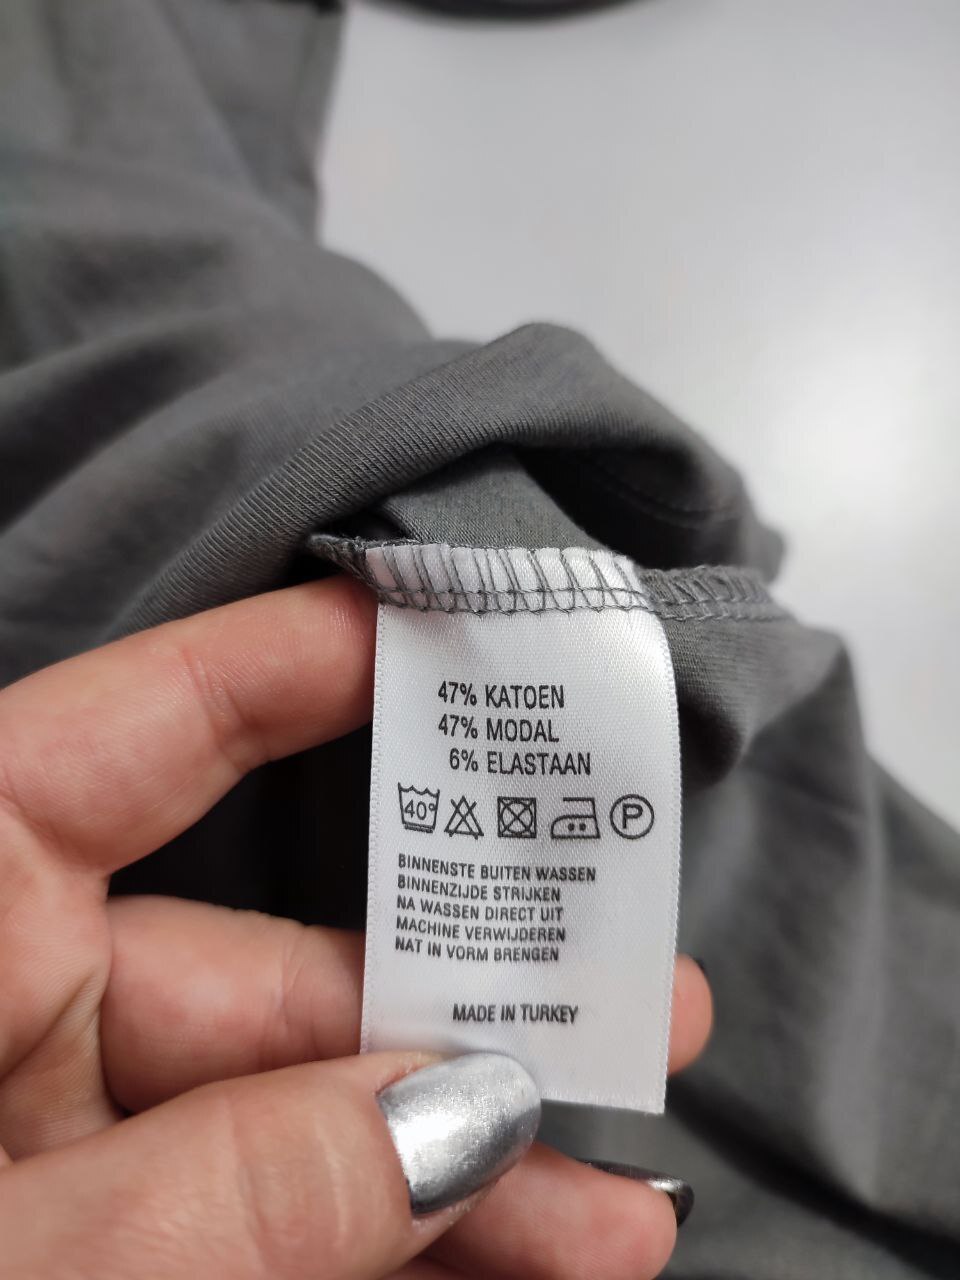 47% KATOEN
47% MODAL
6% ELASTAAN
40° P
BINNENSTE BUITEN WASSEN
BINNENZIJDE STRIJKEN
NA WASSEN DIRECT UIT
MACHINE VERWIJDEREN
NAT IN VORM BRENGEN
MADE IN TURKEY